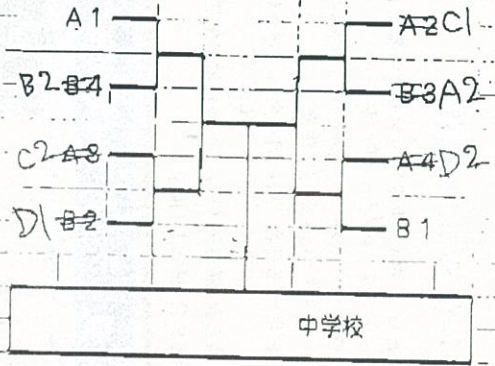 A1
A2 C1
B2 B4
B3 A2
C2 A3
A4 D2
D1 B2
B1
中学校